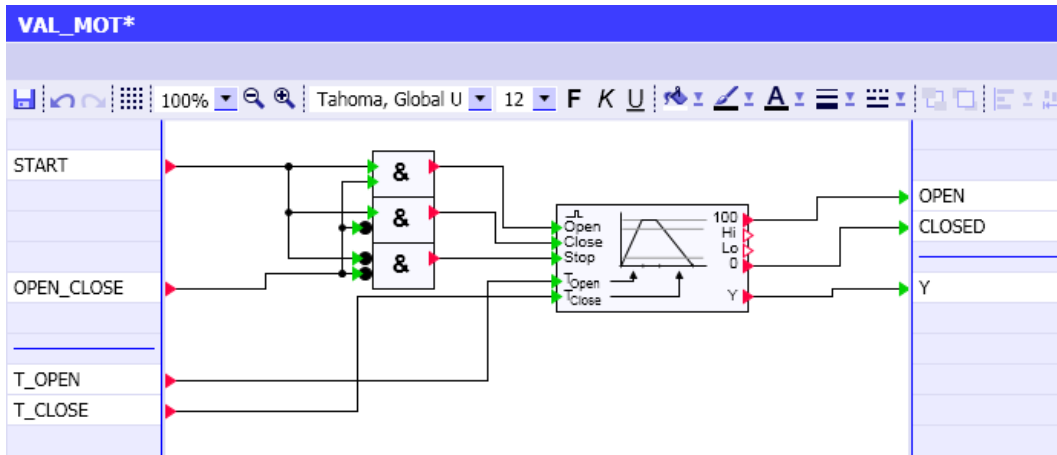 VAL_MOT*
100% Tahoma, Global U 12 F K U A
START
OPEN_CLOSE
T_OPEN
T_CLOSE
&
&
&
Open
Close
Stop
TOpen
TClose
100
Hi
Lo
0
Y
OPEN
CLOSED
Y